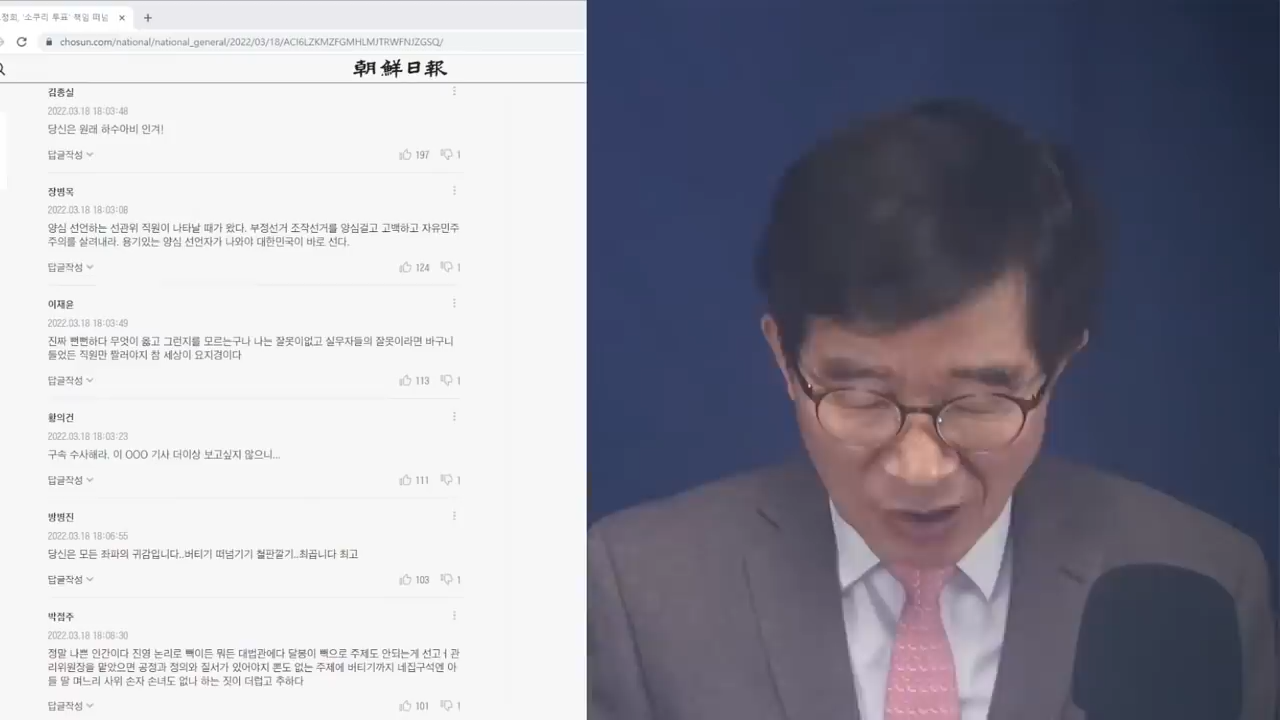 정희, '소쿠리 투표' 책임 떠넘
chosun.com/national/national_general/2022/03/18/ACI6LZKMZFGMHLMJTRWFNJZGSQ/
朝鮮日報
김종실
2022.03.18 18:03:48
당신은 원래 하수아비 인겨!
답글작성
197 1
장병목
2022.03.18 18:03:08
양심 선언하는 선관위 직원이 나타날 때가 왔다. 부정선거 조작선거를 양심걸고 고백하고 자유민주
주의를 살려내라. 용기있는 양심 선언자가 나와야 대한민국이 바로 선다.
답글작성
124 1
이재윤
2022.03.18 18:03:49
진짜 뻔뻔하다 무엇이 옳고 그런지를 모르는구나 나는 잘못이없고 실무자들의 잘못이라면 바구니
들었든 직원만 짤러야지 참 세상이 요지경이다
답글작성
113 1
황의건
2022.03.18 18:03:23
구속 수사해라. 이 OOO 기사 더이상 보고싶지 않으니...
답글작성
111 1
방병진
2022.03.18 18:06:55
당신은 모든 좌파의 귀감입니다..버티기 떠넘기기 철판깔기..최곱니다 최고
답글작성
103 1
박점주
2022.03.18 18:08:30
정말 나쁜 인간이다 진영 논리로 빽이든 뭐든 대법관에다 달봉이 빽으로 주제도 안되는게 선고ㅓ관
리위원장을 맡았으면 공정과 정의와 질서가 있어야지 쫀도 없는 주제에 버티기까지 네집구석엔 아
들 딸 며느리 사위 손자 손녀도 없나 하는 짓이 더럽고 추하다
답글작성
101 1